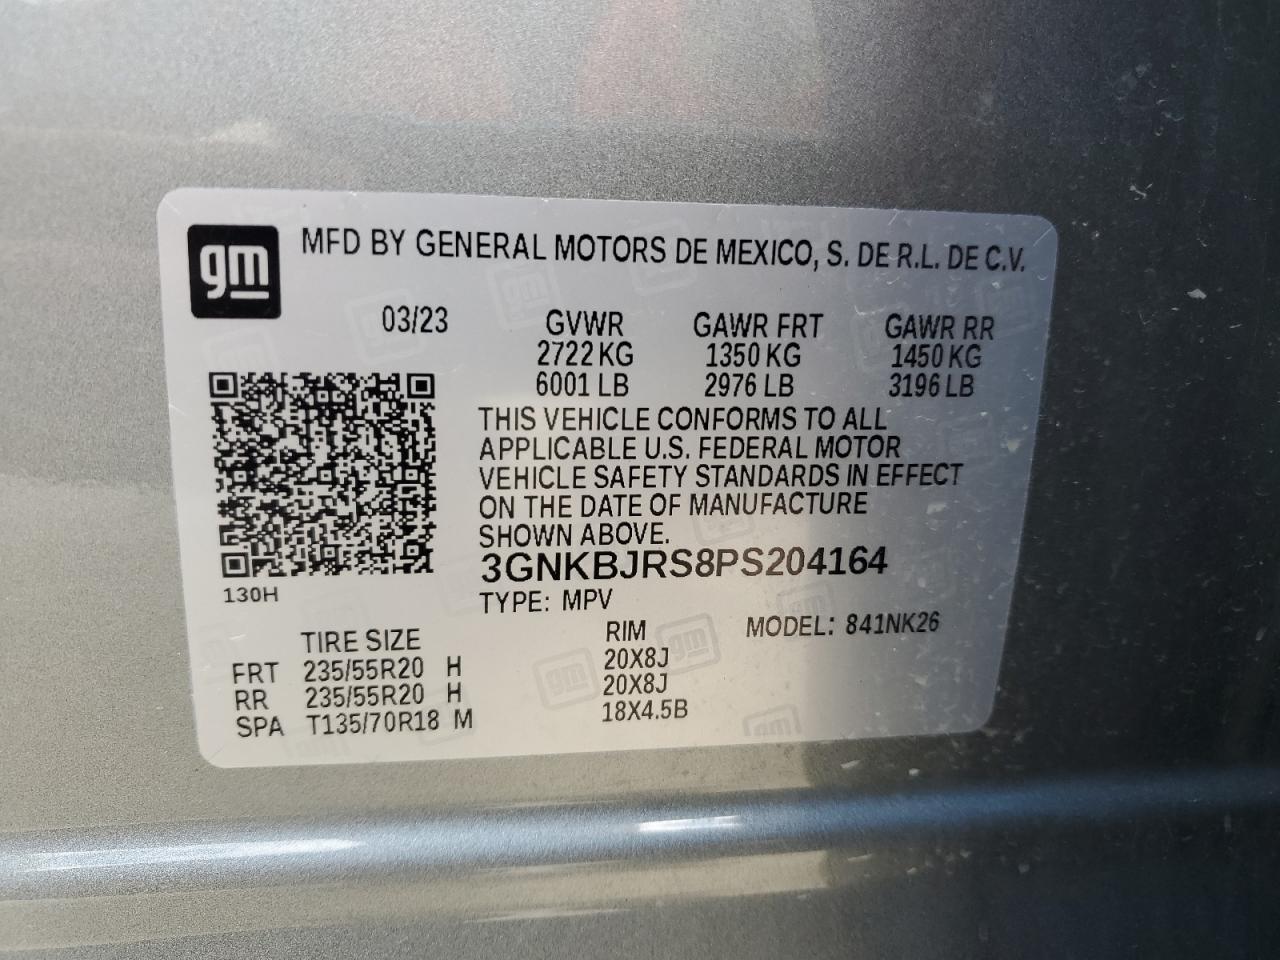 gm
MFD BY GENERAL MOTORS DE MEXICO, S. DE R.L. DE C.V.
03/23 GVWR GAWR FRT GAWR RR
2722 KG 1350 KG 1450 KG
6001 LB 2976 LB 3196 LB
THIS VEHICLE CONFORMS TO ALL
APPLICABLE U.S. FEDERAL MOTOR
VEHICLE SAFETY STANDARDS IN EFFECT
ON THE DATE OF MANUFACTURE
SHOWN ABOVE.
3GNKBJRS8PS204164
130H
TYPE: MPV
MODEL: 841NK26
TIRE SIZE RIM
FRT 235/55R20 H 20X8J
RR 235/55R20 H 20X8J
SPA T135/70R18 M 18X4.5B